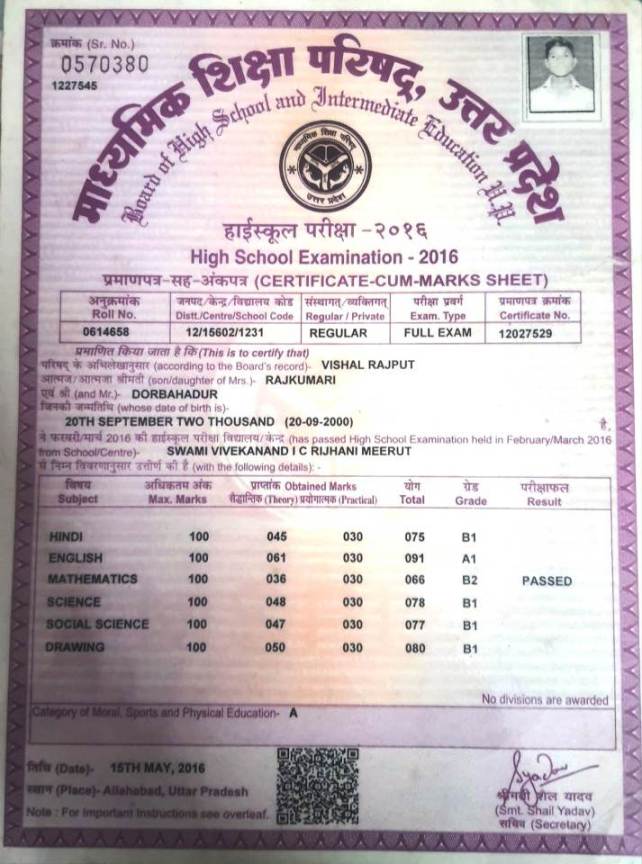 क्रमांक (Sr. No.)
0570380
1227545
माध्यमिक शिक्षा परिषद्, उत्तर प्रदेश
Board of High School and Intermediate Education U.P.
माध्यमिक शिक्षा परिषद
उत्तर प्रदेश
हाईस्कूल परीक्षा -२०१६
High School Examination - 2016
प्रमाणपत्र-सह-अंकपत्र (CERTIFICATE-CUM-MARKS SHEET)
अनुक्रमांक जनपद/केन्द्र/विद्यालय कोड संस्थागत/व्यक्तिगत परीक्षा प्रवर्ग प्रमाणपत्र क्रमांक
Roll No. Distt./Centre/School Code Regular / Private Exam. Type Certificate No.
0614658 12/15602/1231 REGULAR FULL EXAM 12027529
प्रमाणित किया जाता है कि (This is to certify that)
परिषद् के अभिलेखानुसार (according to the Board's record)- VISHAL RAJPUT
आत्मज/आत्मजा श्रीमती (son/daughter of Mrs.)- RAJKUMARI
एवं श्री (and Mr.)- DORBAHADUR
जिनकी जन्मतिथि (whose date of birth is)-
20TH SEPTEMBER TWO THOUSAND (20-09-2000) है,
ने फरवरी/मार्च 2016 की हाईस्कूल परीक्षा विद्यालय/केन्द्र (has passed High School Examination held in February/March 2016
from School/Centre)- SWAMI VIVEKANAND I C RIJHANI MEERUT
से निम्न विवरणानुसार उत्तीर्ण की है (with the following details): -
विषय अधिकतम अंक प्राप्तांक Obtained Marks योग ग्रेड परीक्षाफल
Subject Max. Marks सैद्धान्तिक (Theory) प्रयोगात्मक (Practical) Total Grade Result
HINDI 100 045 030 075 B1
ENGLISH 100 061 030 091 A1
MATHEMATICS 100 036 030 066 B2 PASSED
SCIENCE 100 048 030 078 B1
SOCIAL SCIENCE 100 047 030 077 B1
DRAWING 100 050 030 080 B1
No divisions are awarded
Category of Moral, Sports and Physical Education- A
तिथि (Date)- 15TH MAY, 2016
स्थान (Place)- Allahabad, Uttar Pradesh
Note : For important instructions see overleaf.
Syadav
श्रीमती शैल यादव
(Smt. Shail Yadav)
सचिव (Secretary)